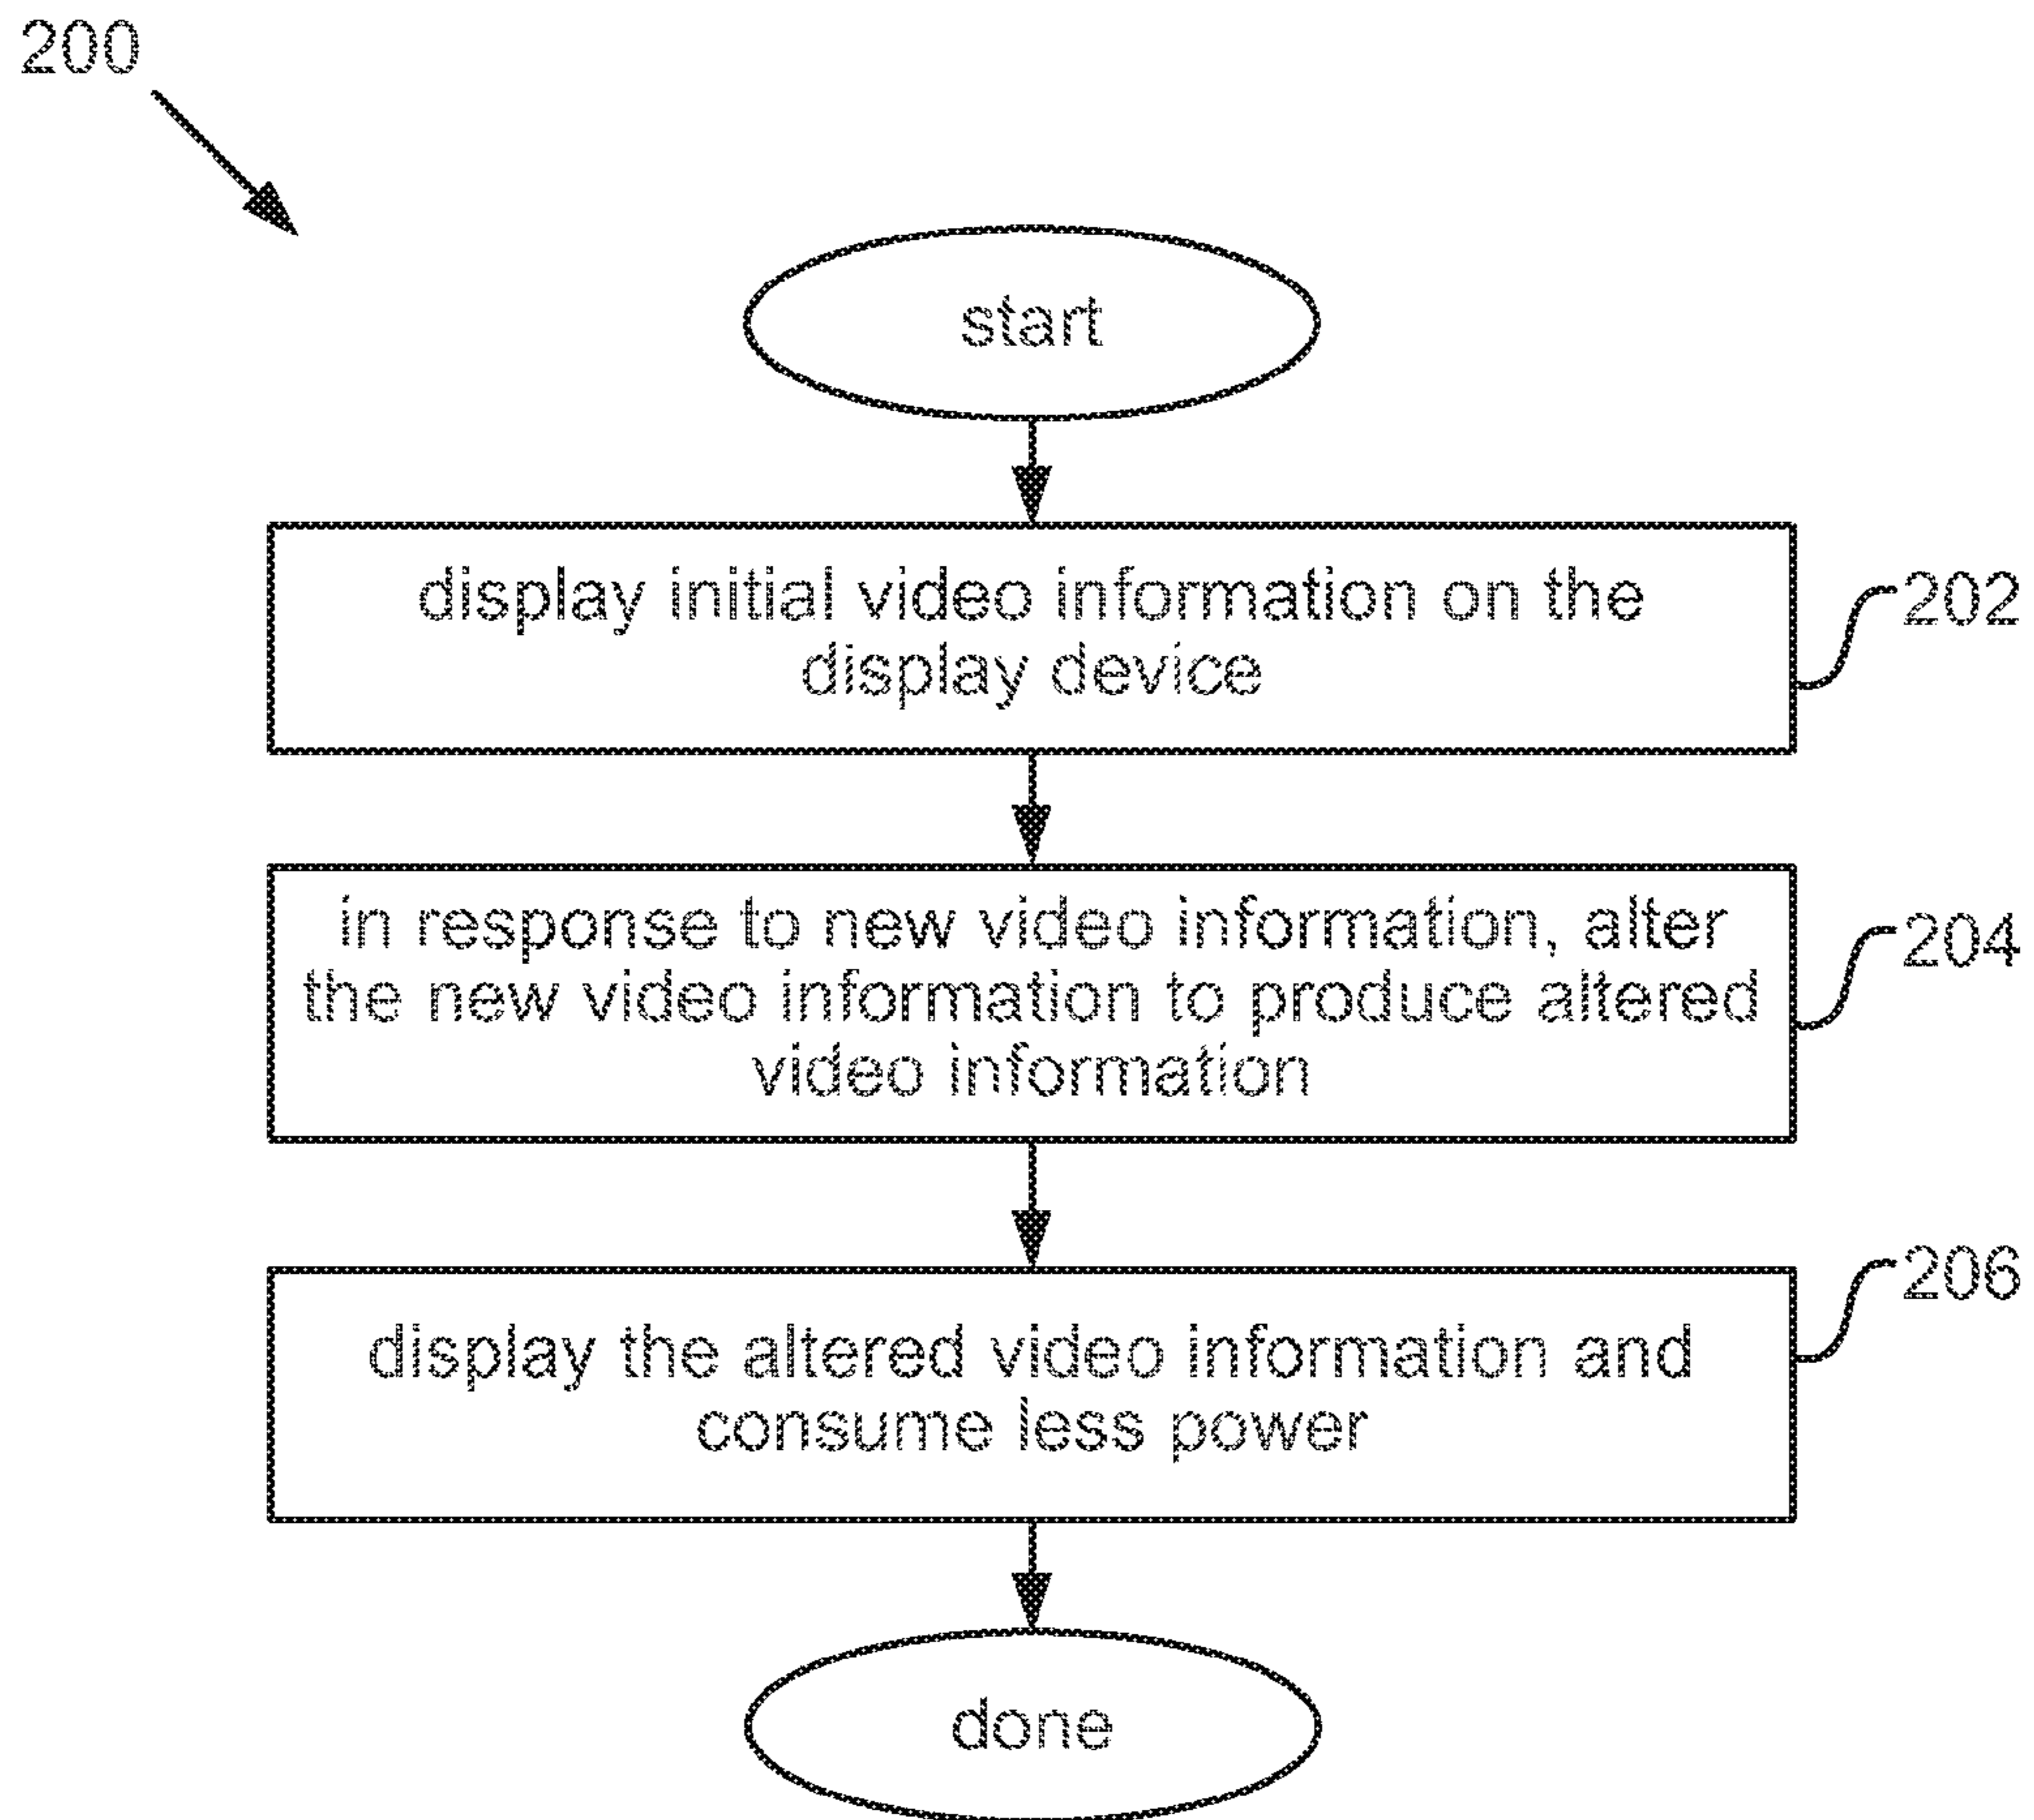 200
start
display initial video information on the
display device
202
in response to new video information, alter
the new video information to produce altered
video information
204
display the altered video information and
consume less power
206
done